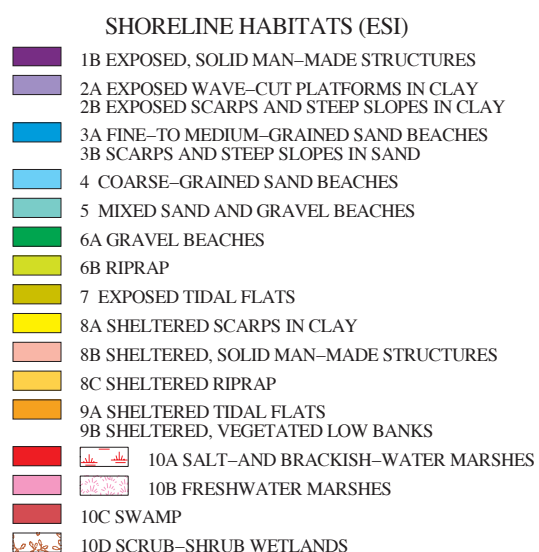 SHORELINE HABITATS (ESI)
1B EXPOSED, SOLID MAN–MADE STRUCTURES
2A EXPOSED WAVE–CUT PLATFORMS IN CLAY
2B EXPOSED SCARPS AND STEEP SLOPES IN CLAY
3A FINE–TO MEDIUM–GRAINED SAND BEACHES
3B SCARPS AND STEEP SLOPES IN SAND
4 COARSE–GRAINED SAND BEACHES
5 MIXED SAND AND GRAVEL BEACHES
6A GRAVEL BEACHES
6B RIPRAP
7 EXPOSED TIDAL FLATS
8A SHELTERED SCARPS IN CLAY
8B SHELTERED, SOLID MAN–MADE STRUCTURES
8C SHELTERED RIPRAP
9A SHELTERED TIDAL FLATS
9B SHELTERED, VEGETATED LOW BANKS
10A SALT–AND BRACKISH–WATER MARSHES
10B FRESHWATER MARSHES
10C SWAMP
10D SCRUB–SHRUB WETLANDS